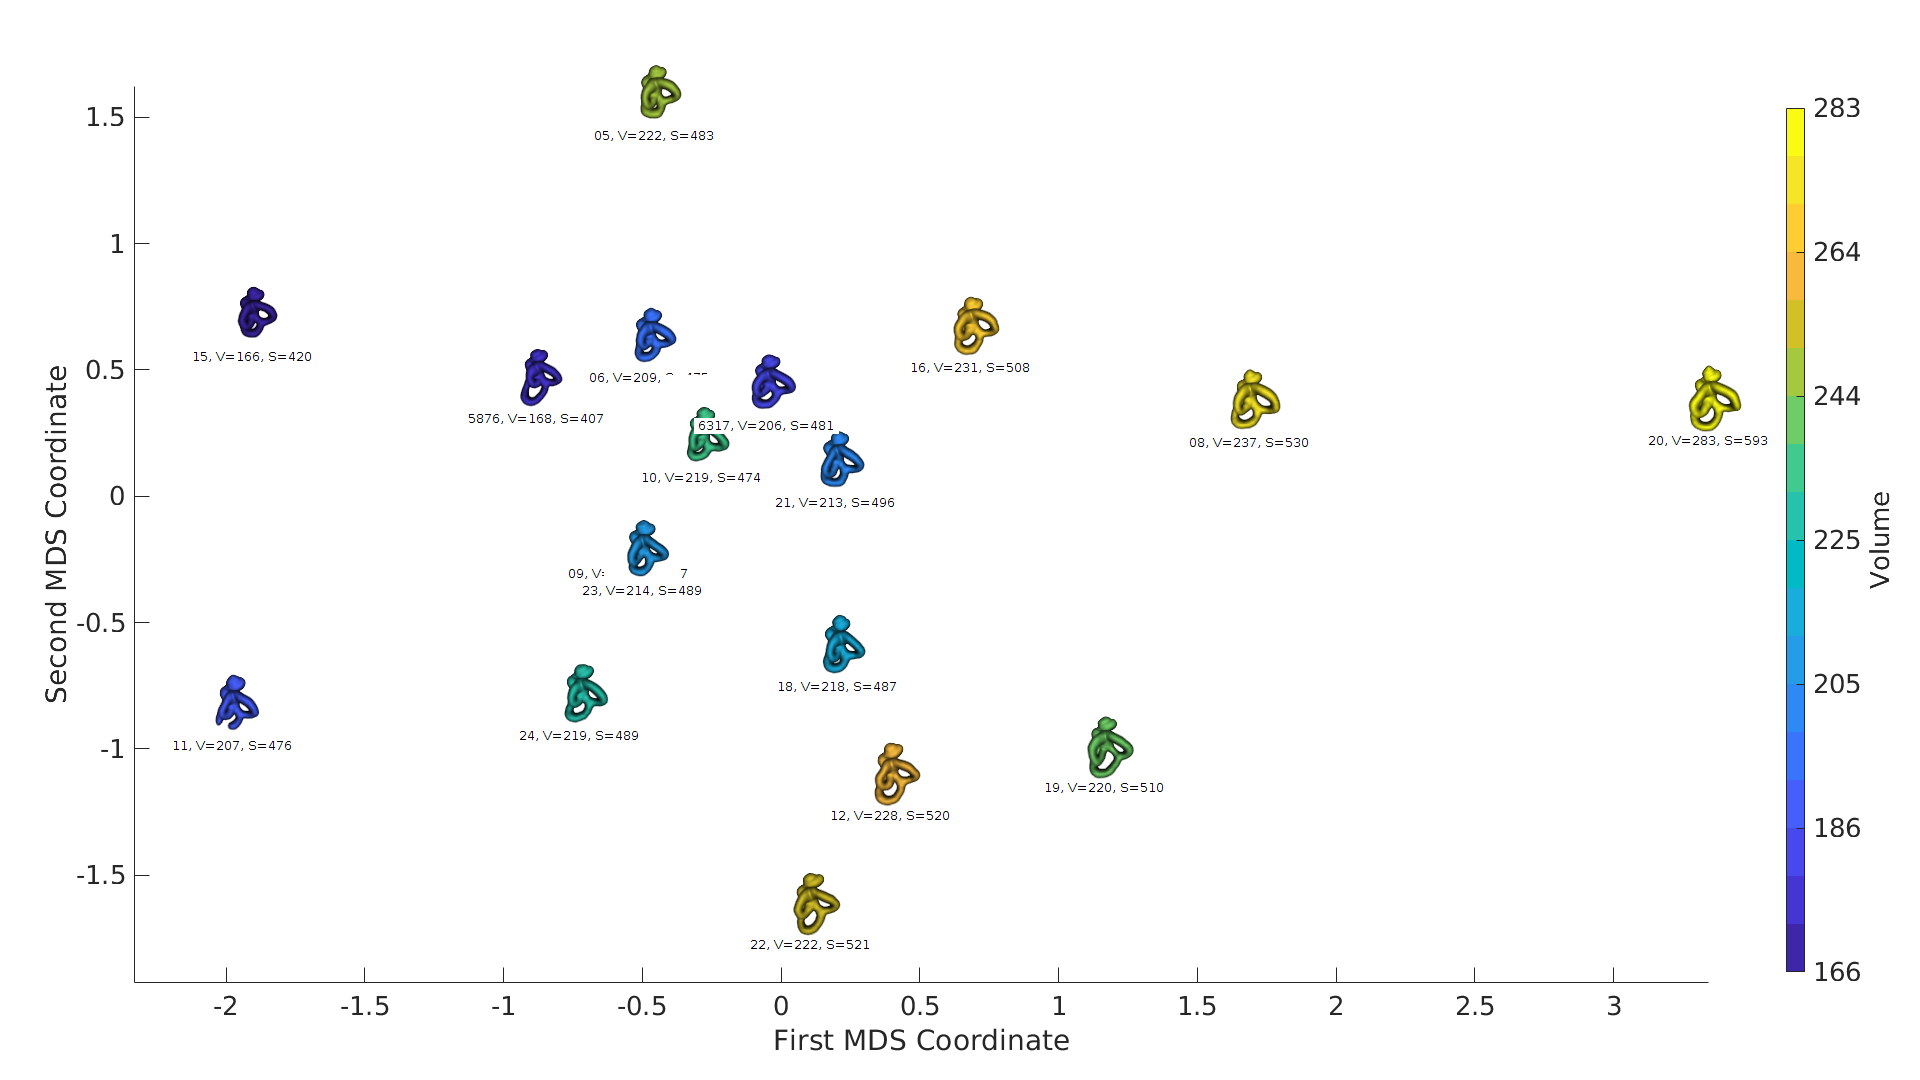 05, V=222, S=483
15, V=166, S=420
06, V=209,
16, V=231, S=508
5876, V=168, S=407
6317, V=206, S=481
08, V=237, S=530
20, V=283, S=593
10, V=219, S=474
21, V=213, S=496
09, V=
7
23, V=214, S=489
18, V=218, S=487
24, V=219, S=489
11, V=207, S=476
19, V=220, S=510
12, V=228, S=520
22, V=222, S=521
1.5
1
0.5
0
-0.5
-1
-1.5
Second MDS Coordinate
-2
-1.5
-1
-0.5
0
0.5
1
1.5
2
2.5
3
First MDS Coordinate
283
264
244
225
205
186
166
Volume